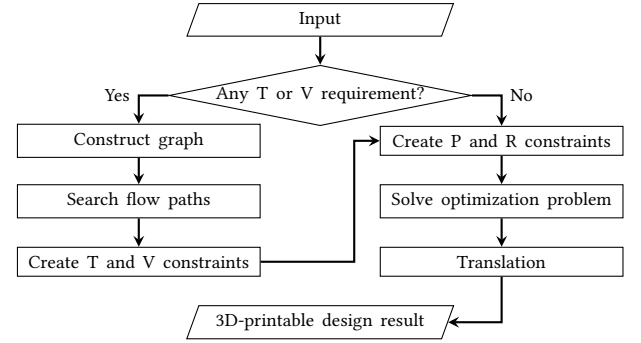 Input
Any T or V requirement?
Yes
No
Construct graph
Search flow paths
Create T and V constraints
Create P and R constraints
Solve optimization problem
Translation
3D-printable design result